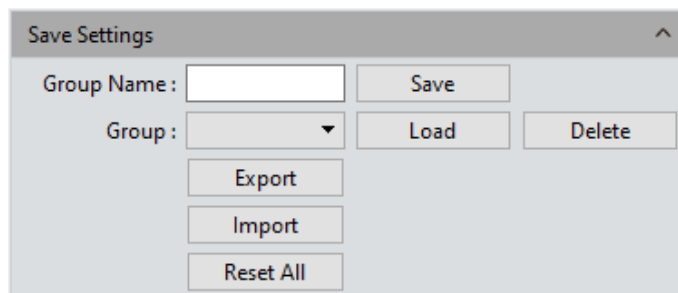 Save Settings
Group Name : Save
Group : Load Delete
Export
Import
Reset All